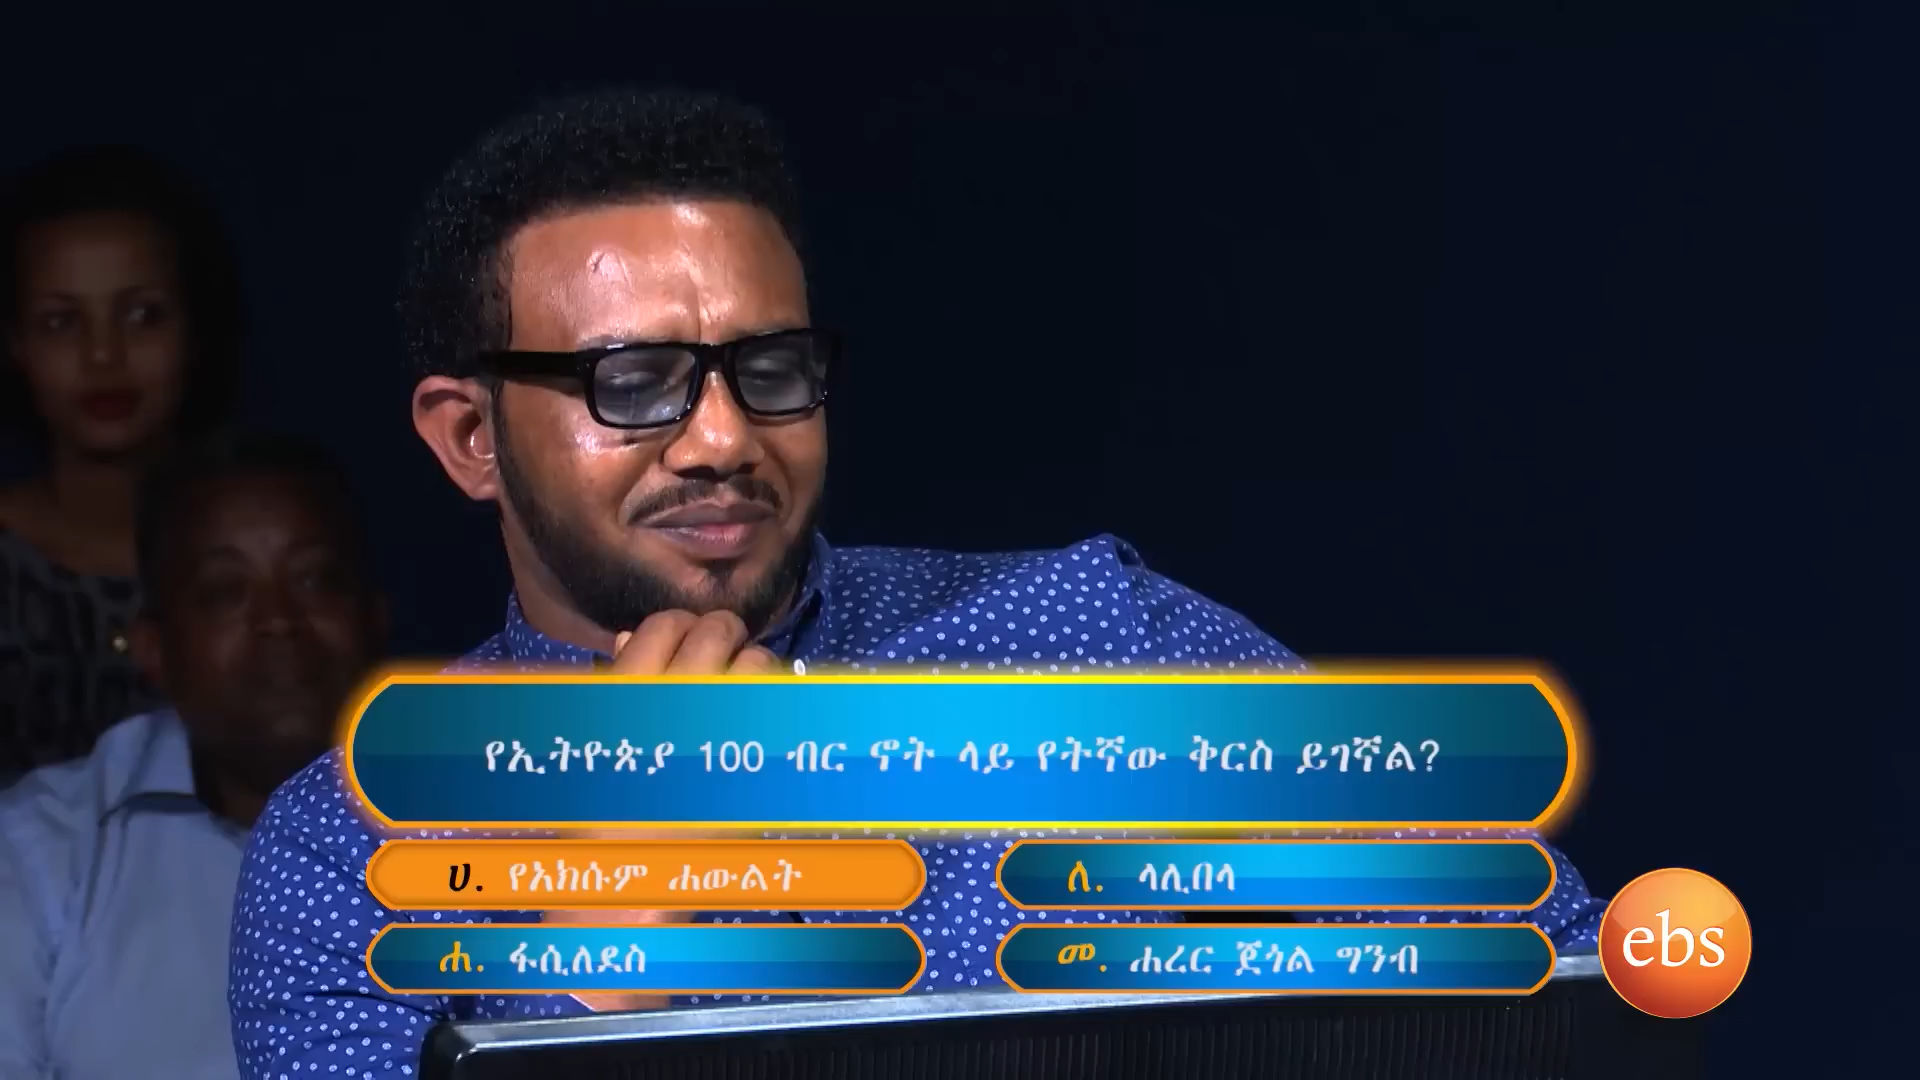 የኢትዮጵያ 100 ብር ኖት ላይ የትኛው ቅርስ ይገኛል?
ሀ. የአክሱም ሐውልት
ለ. ላሊበላ
ሐ. ፋሲለደስ
መ. ሐረር ጀጎል ግንብ
ebs